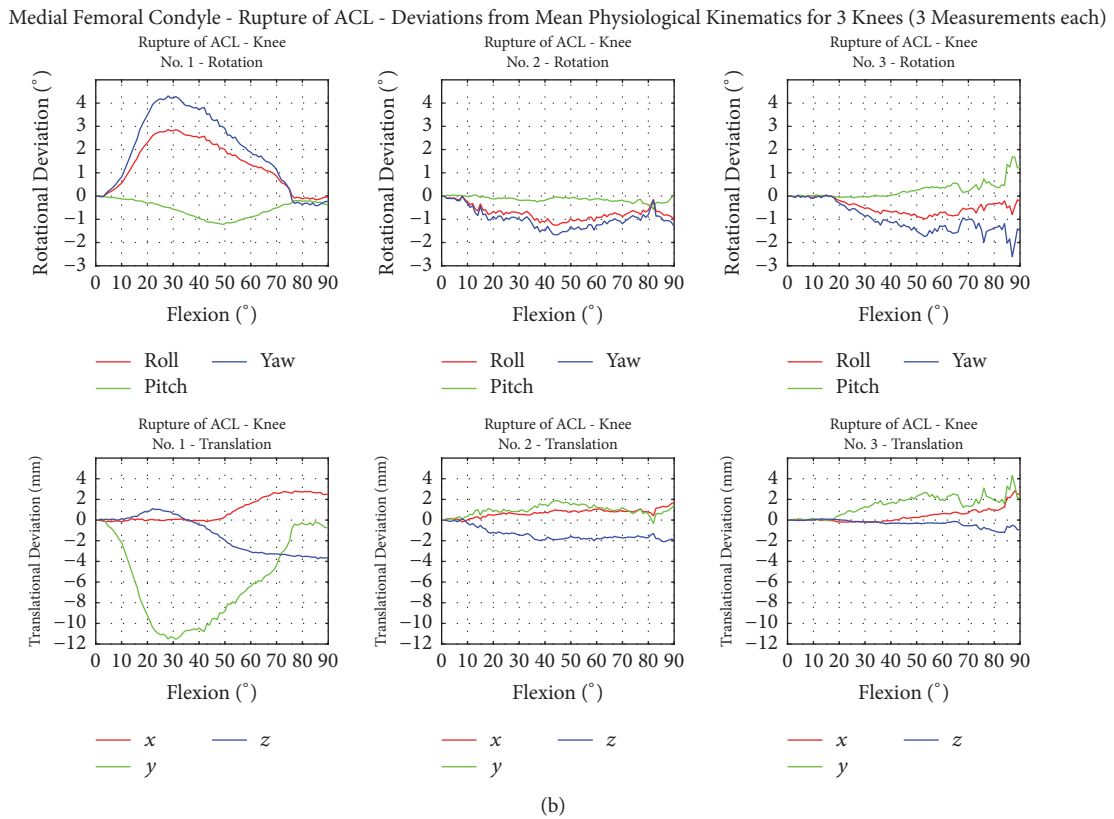 Medial Femoral Condyle - Rupture of ACL - Deviations from Mean Physiological Kinematics for 3 Knees (3 Measurements each)
Rupture of ACL - Knee
No. 1 - Rotation
Rotational Deviation (°)
4
3
2
1
0
−1
−2
−3
0 10 20 30 40 50 60 70 80 90
Flexion (°)
Roll
Yaw
Pitch
Rupture of ACL - Knee
No. 2 - Rotation
Rotational Deviation (°)
4
3
2
1
0
−1
−2
−3
0 10 20 30 40 50 60 70 80 90
Flexion (°)
Roll
Yaw
Pitch
Rupture of ACL - Knee
No. 3 - Rotation
Rotational Deviation (°)
4
3
2
1
0
−1
−2
−3
0 10 20 30 40 50 60 70 80 90
Flexion (°)
Roll
Yaw
Pitch
Rupture of ACL - Knee
No. 1 - Translation
Translational Deviation (mm)
4
2
0
−2
−4
−6
−8
−10
−12
0 10 20 30 40 50 60 70 80 90
Flexion (°)
x
z
y
Rupture of ACL - Knee
No. 2 - Translation
Translational Deviation (mm)
4
2
0
−2
−4
−6
−8
−10
−12
0 10 20 30 40 50 60 70 80 90
Flexion (°)
x
z
y
Rupture of ACL - Knee
No. 3 - Translation
Translational Deviation (mm)
4
2
0
−2
−4
−6
−8
−10
−12
0 10 20 30 40 50 60 70 80 90
Flexion (°)
x
z
y
(b)